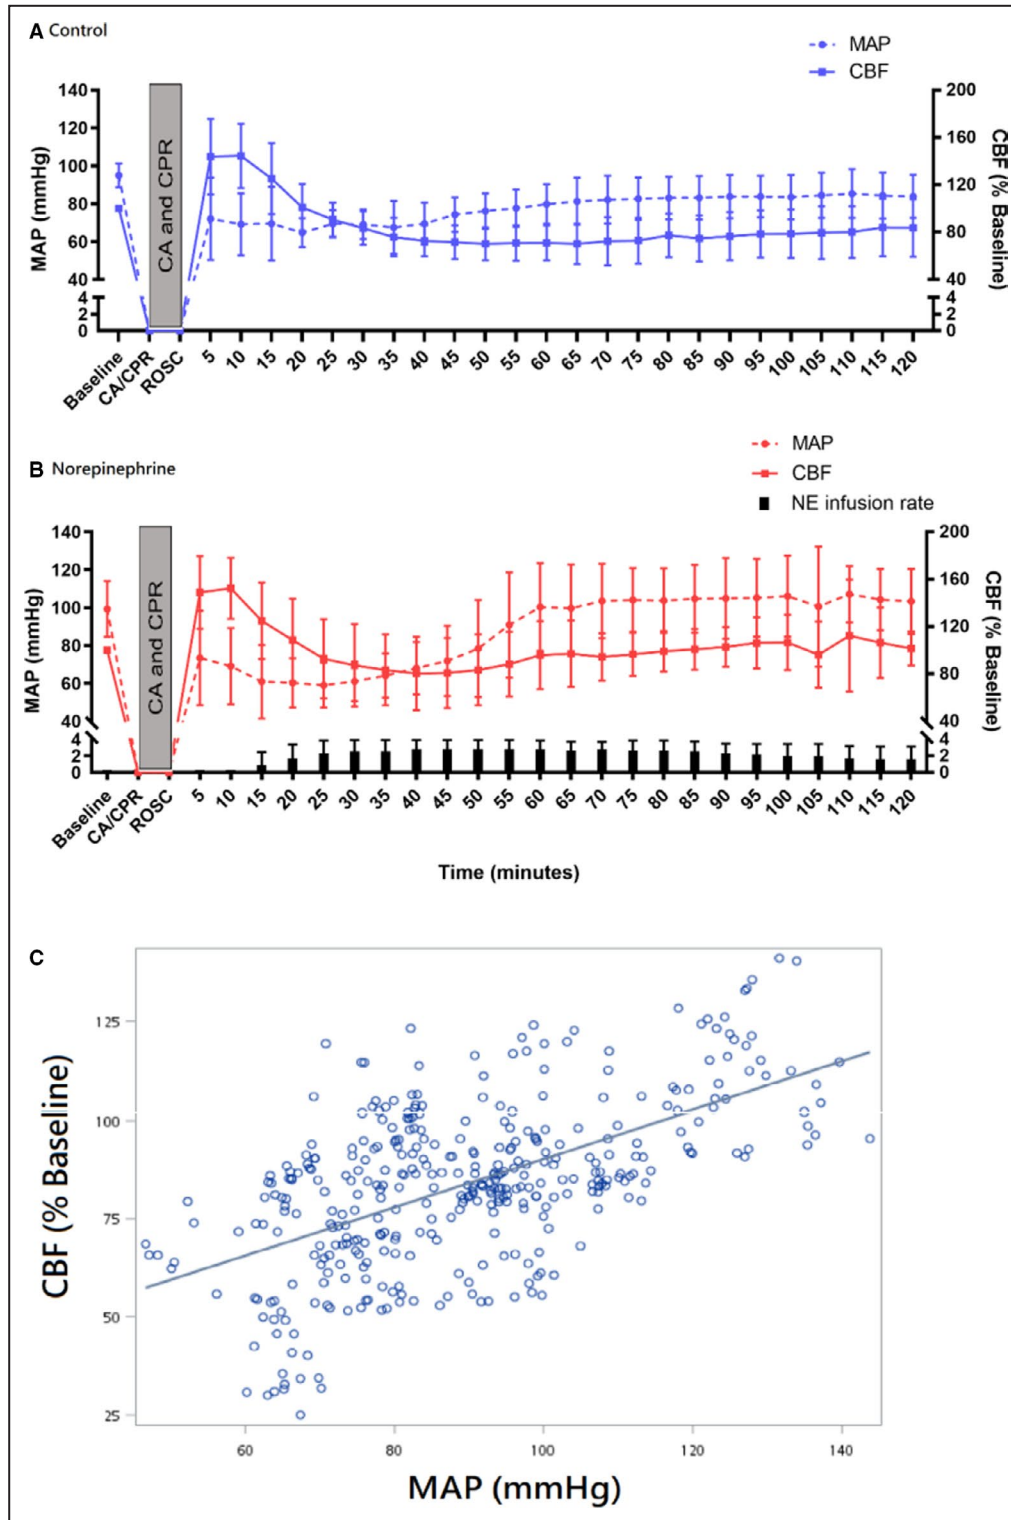 A Control
MAP
CBF
140
120
100
80
60
40
4
2
0
MAP (mmHg)
CA and CPR
200
160
120
80
40
4
2
0
CBF (% Baseline)
Baseline CA/CPR ROSC 5 10 15 20 25 30 35 40 45 50 55 60 65 70 75 80 85 90 95 100 105 110 115 120
B Norepinephrine
MAP
CBF
NE infusion rate
140
120
100
80
60
40
4
2
0
MAP (mmHg)
CA and CPR
200
160
120
80
40
4
2
0
CBF (% Baseline)
Baseline CA/CPR ROSC 5 10 15 20 25 30 35 40 45 50 55 60 65 70 75 80 85 90 95 100 105 110 115 120
Time (minutes)
C
CBF (% Baseline)
125
100
75
50
25
60 80 100 120 140
MAP (mmHg)